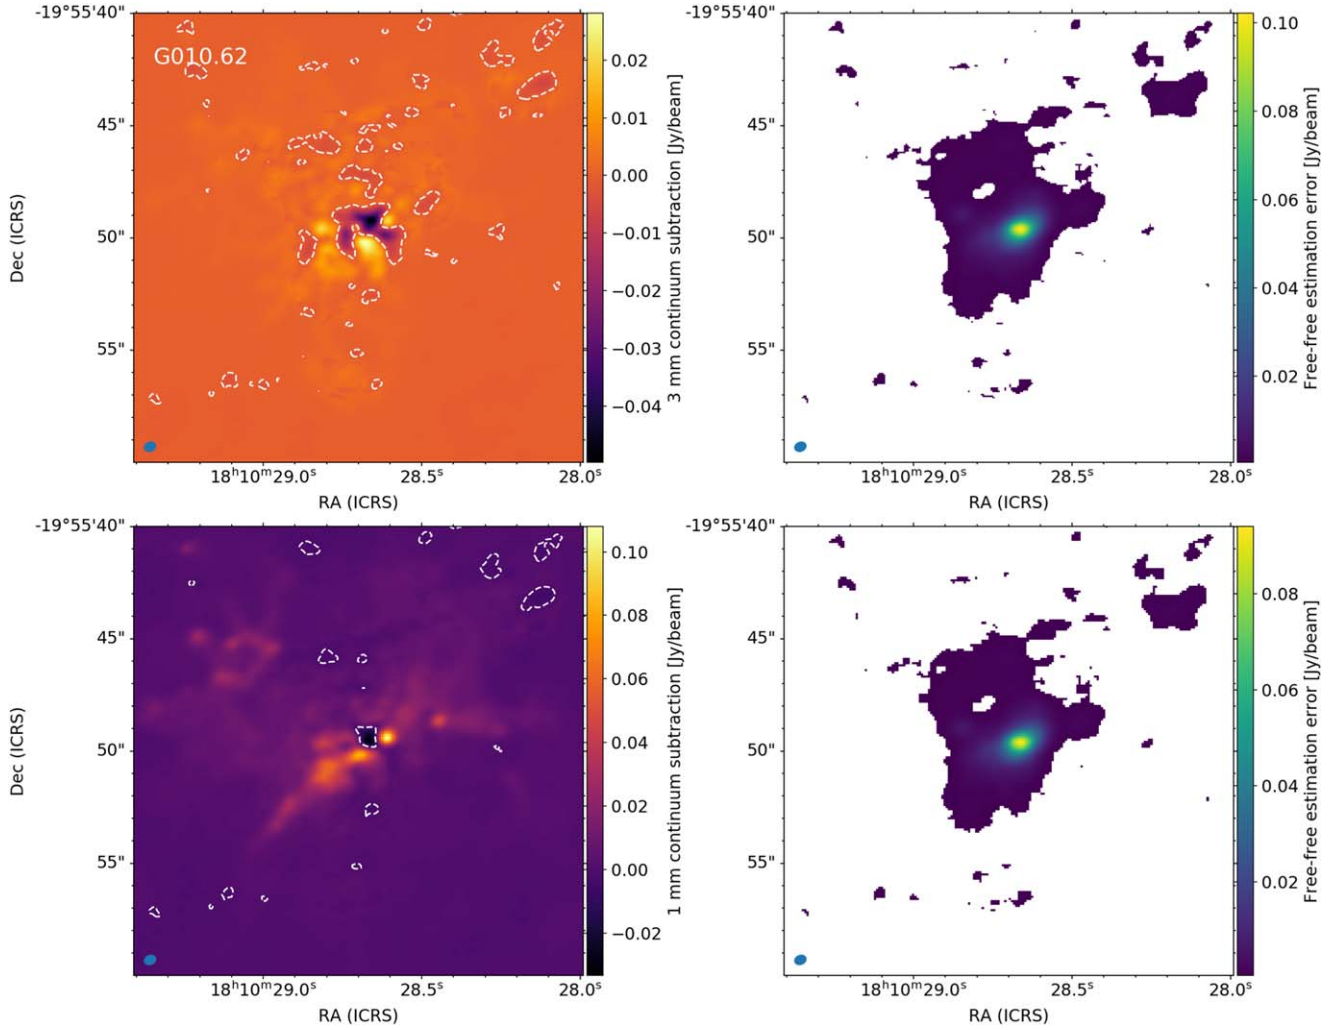 -19°55'40"
45"
50"
55"
Dec (ICRS)
G010.62
18ʰ10ᵐ29.0ˢ
28.5ˢ
28.0ˢ
RA (ICRS)
0.02
0.01
0.00
−0.01
−0.02
−0.03
−0.04
3 mm continuum subtraction [Jy/beam]
-19°55'40"
45"
50"
55"
18ʰ10ᵐ29.0ˢ
28.5ˢ
28.0ˢ
RA (ICRS)
0.10
0.08
0.06
0.04
0.02
Free-free estimation error [Jy/beam]
-19°55'40"
45"
50"
55"
Dec (ICRS)
18ʰ10ᵐ29.0ˢ
28.5ˢ
28.0ˢ
RA (ICRS)
0.10
0.08
0.06
0.04
0.02
0.00
−0.02
1 mm continuum subtraction [Jy/beam]
-19°55'40"
45"
50"
55"
18ʰ10ᵐ29.0ˢ
28.5ˢ
28.0ˢ
RA (ICRS)
0.08
0.06
0.04
0.02
Free-free estimation error [Jy/beam]